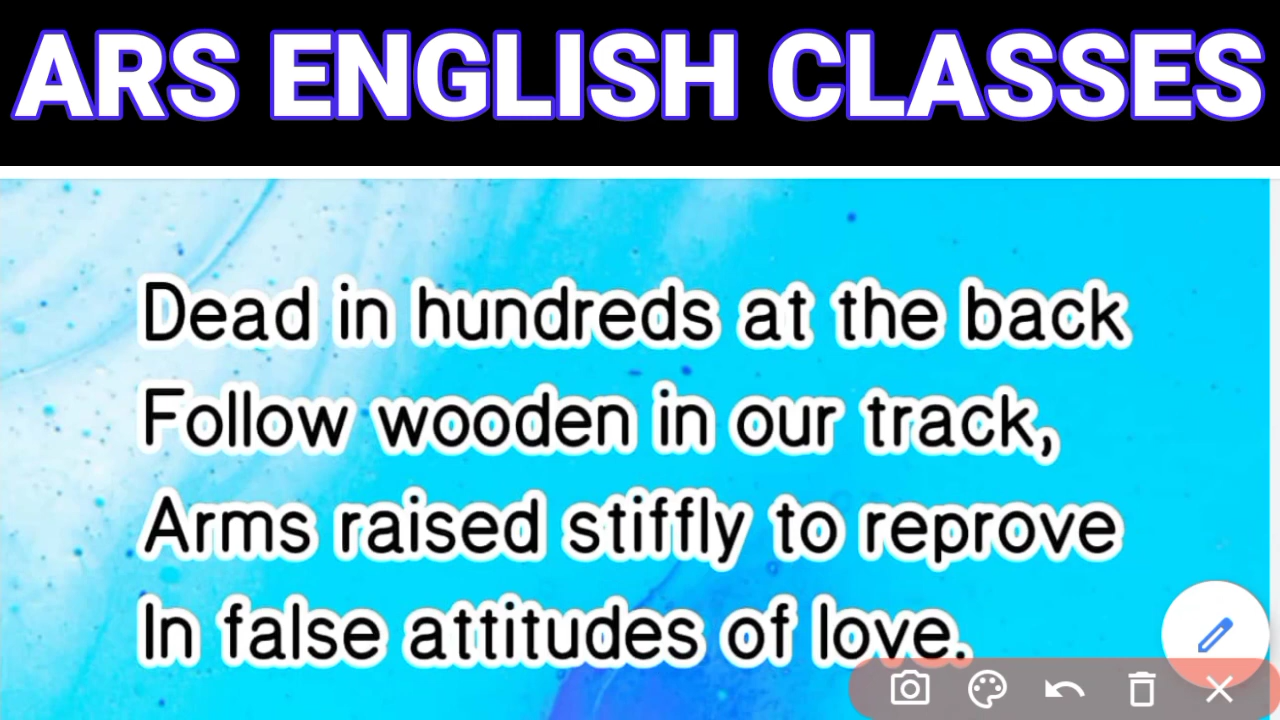 ARS ENGLISH CLASSES
Dead in hundreds at the back
Follow wooden in our track,
Arms raised stiffly to reprove
In false attitudes of love.